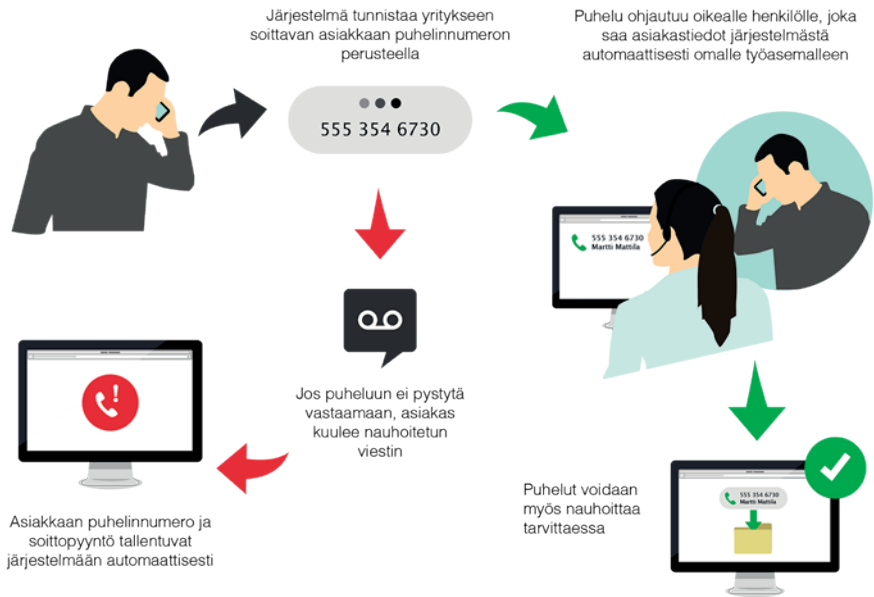 Järjestelmä tunnistaa yritykseen
soittavan asiakkaan puhelinnumeron
perusteella
555 354 6730
Puhelu ohjautuu oikealle henkilölle, joka
saa asiakastiedot järjestelmästä
automaattisesti omalle työasemalleen
555 354 6730
Martti Mattila
Jos puheluun ei pystytä
vastaamaan, asiakas
kuulee nauhoitetun
viestin
Asiakkaan puhelinnumero ja
soittopyyntö tallentuvat
järjestelmään automaattisesti
Puhelut voidaan
myös nauhoittaa
tarvittaessa
555 354 6730
Martti Mattila